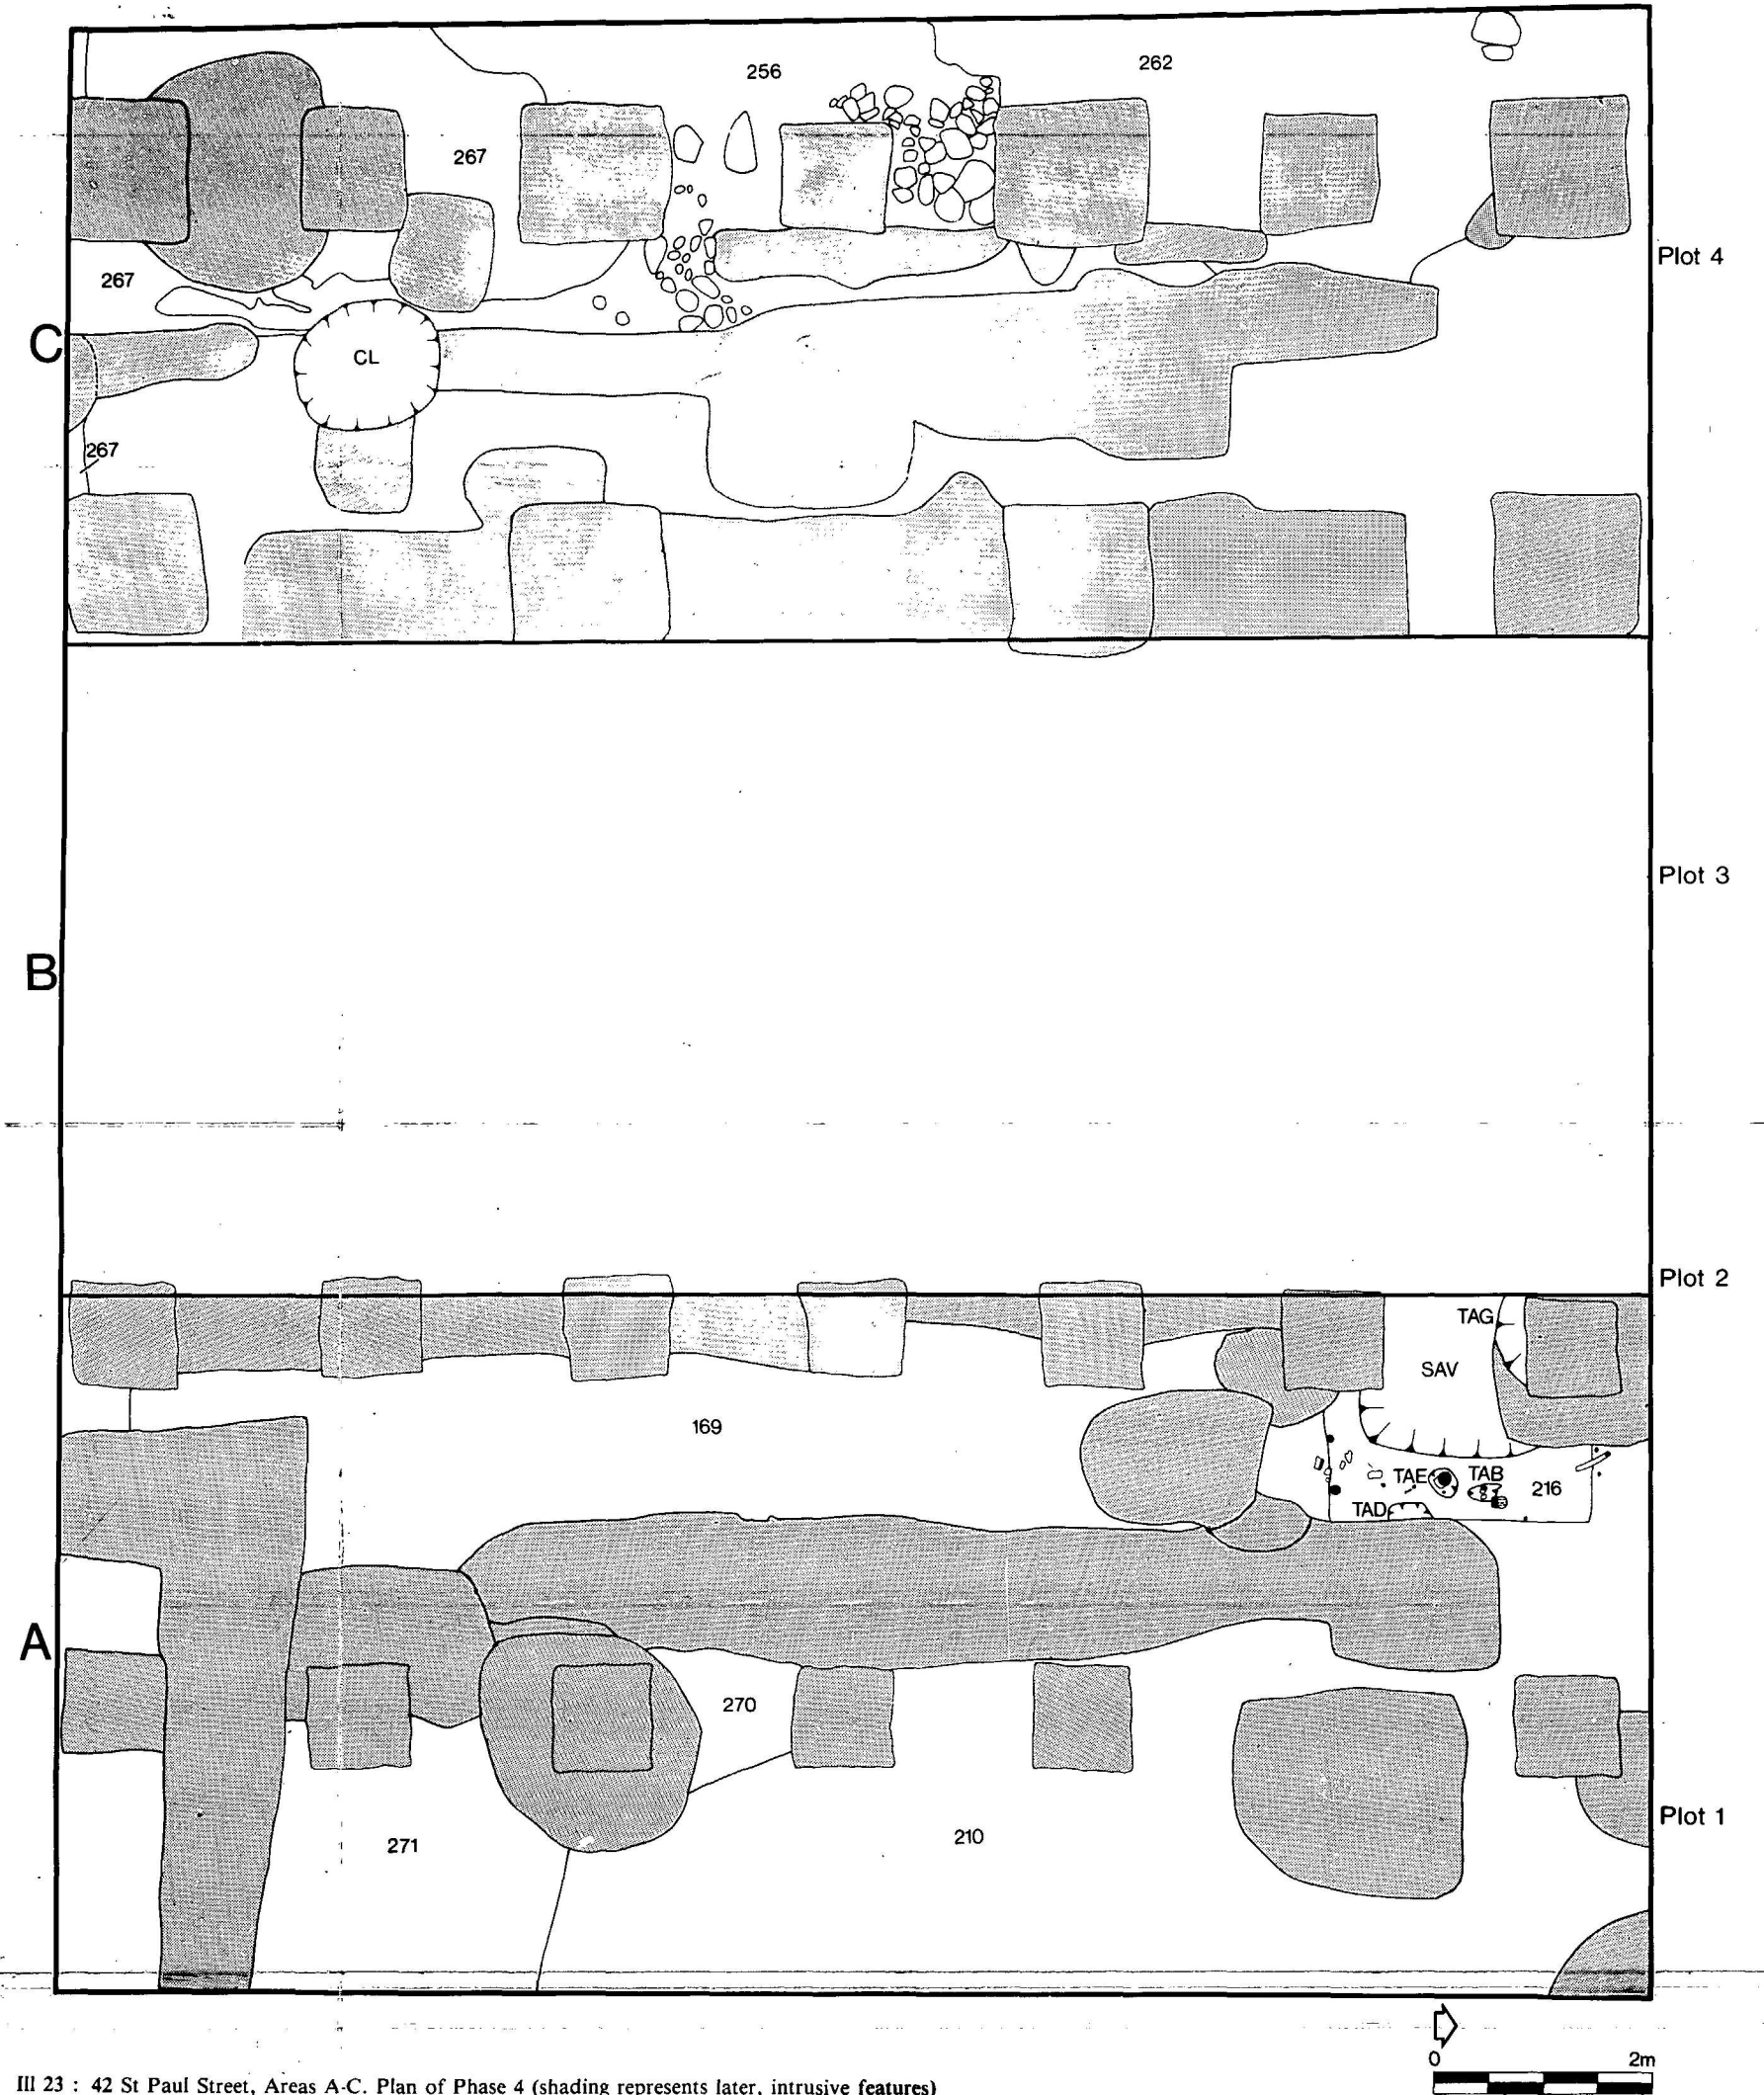 256
262
267
Plot 4
267
C
CL
267
Plot 3
B
Plot 2
TAG
SAV
169
TAE
TAB
216
TAD
A
270
Plot 1
271
210
0 2m
Ill 23 : 42 St Paul Street, Areas A-C. Plan of Phase 4 (shading represents later, intrusive features)